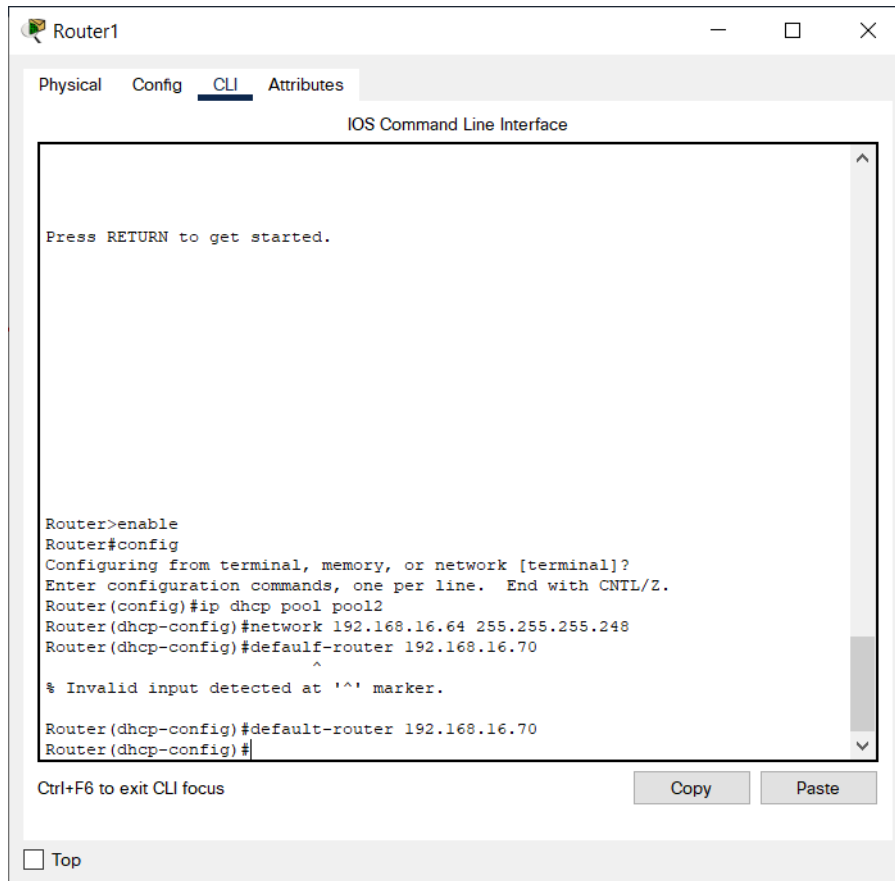 Router1
Physical Config CLI Attributes
IOS Command Line Interface
Press RETURN to get started.
Router>enable
Router#config
Configuring from terminal, memory, or network [terminal]?
Enter configuration commands, one per line. End with CNTL/Z.
Router(config)#ip dhcp pool pool2
Router(dhcp-config)#network 192.168.16.64 255.255.255.248
Router(dhcp-config)#defaulf-router 192.168.16.70
^
% Invalid input detected at '^' marker.
Router(dhcp-config)#default-router 192.168.16.70
Router(dhcp-config)#
Ctrl+F6 to exit CLI focus
Copy Paste
Top